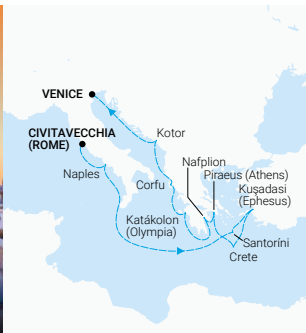 VENICE
CIVITAVECCHIA
(ROME)
Kotor
Naples
Nafplion
Piraeus (Athens)
Corfu
Kuşadasi
(Ephesus)
Katákolon
(Olympia)
Santoríni
Crete